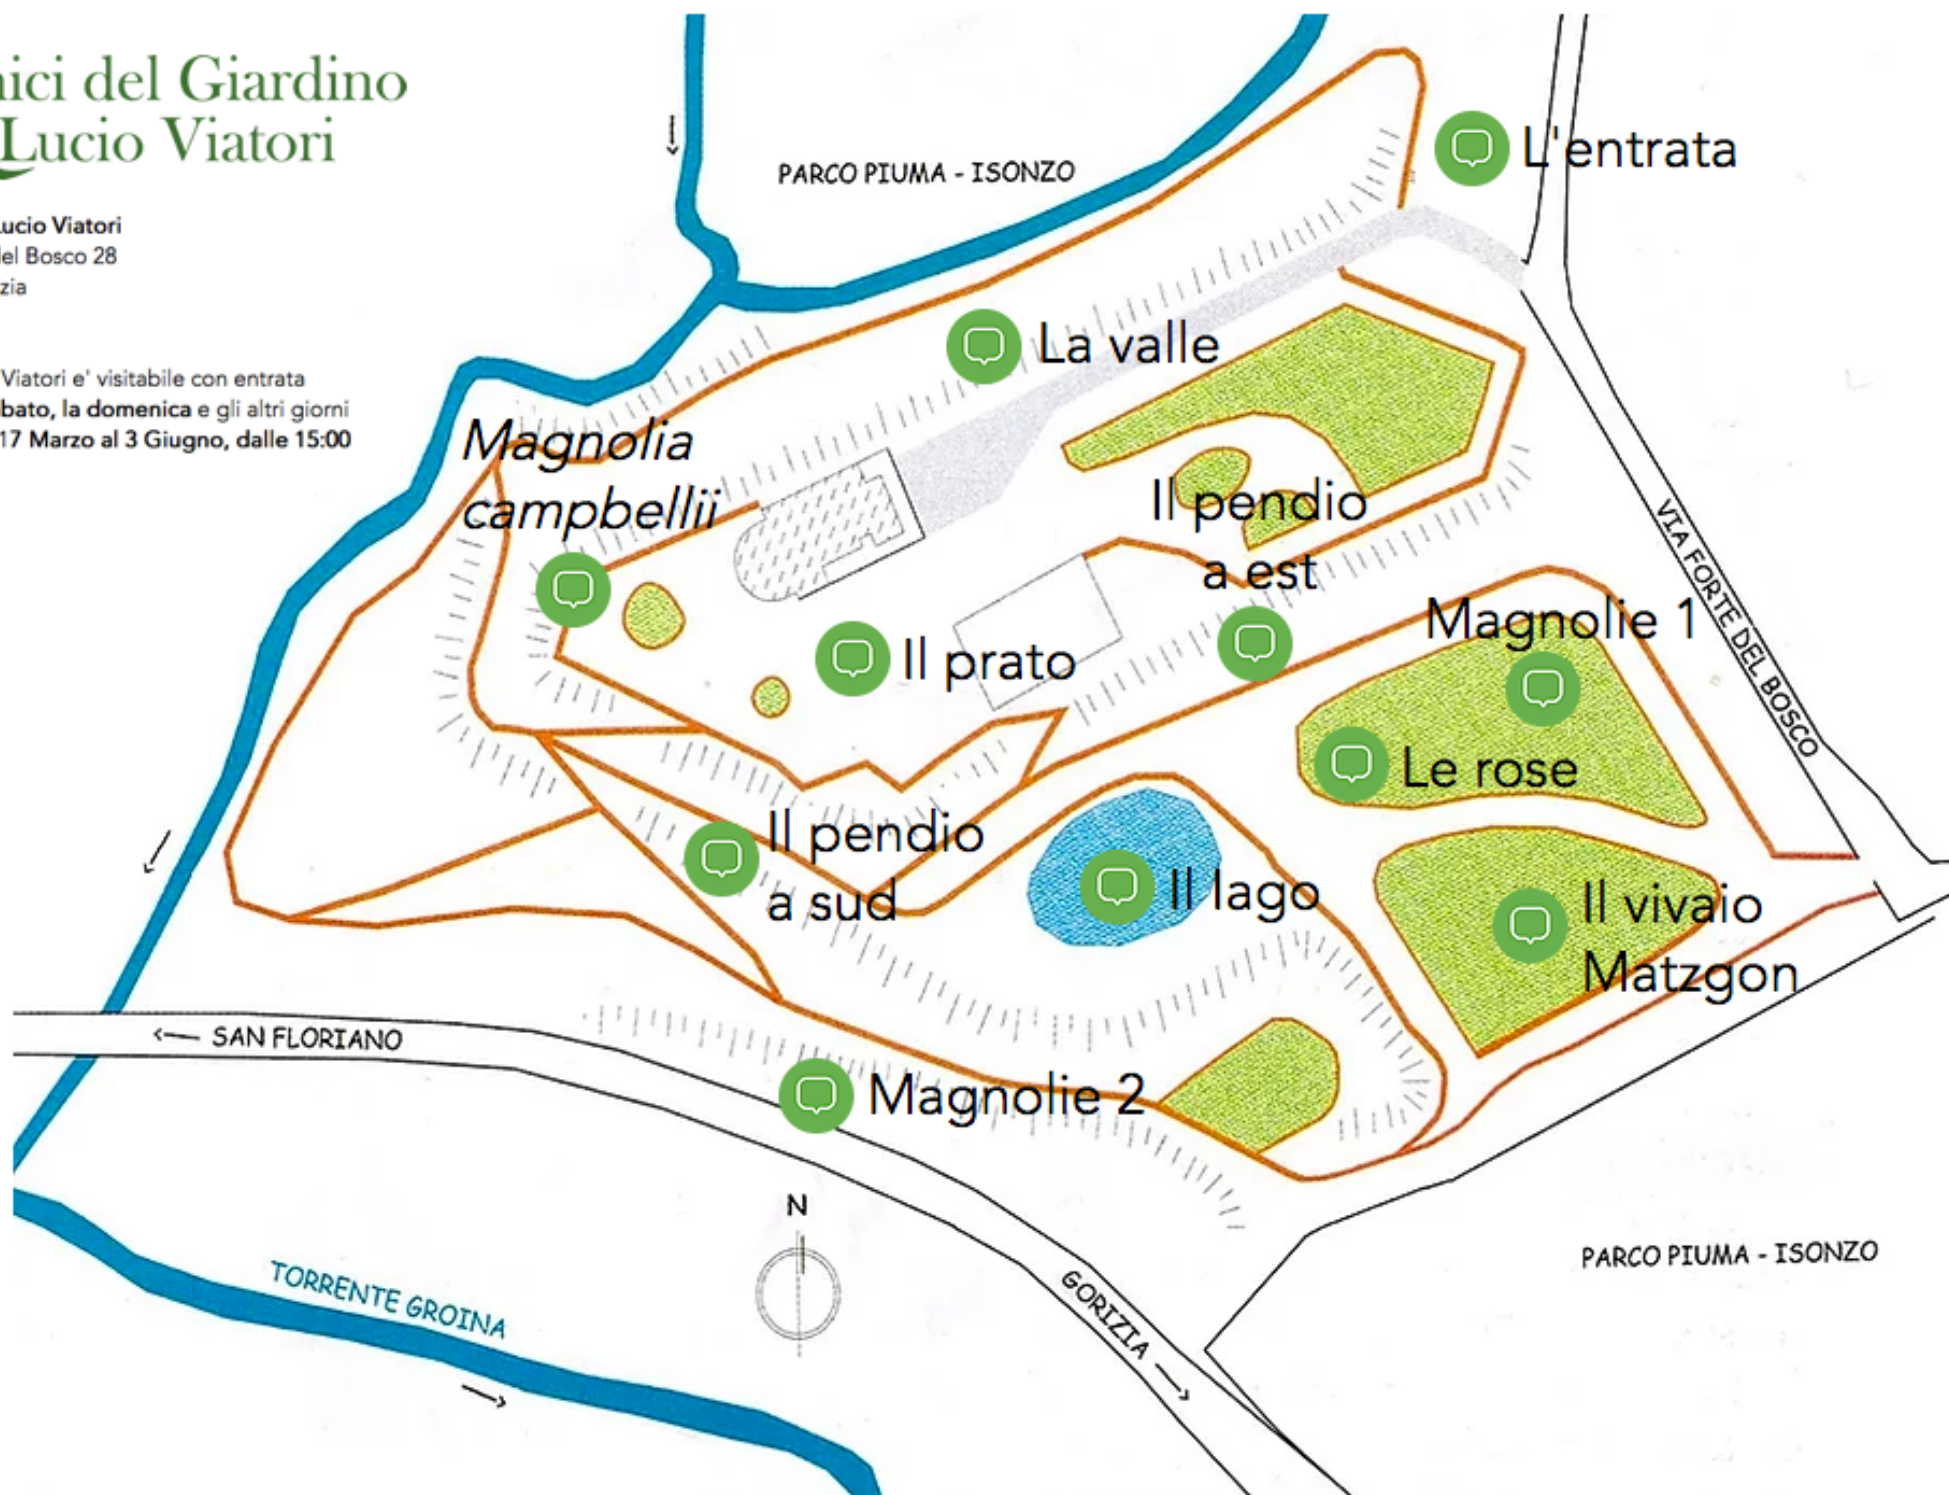 ici del Giardino
Lucio Viatori
Lucio Viatori
del Bosco 28
zia
Viatori e' visitabile con entrata
bato, la domenica e gli altri giorni
17 Marzo al 3 Giugno, dalle 15:00
PARCO PIUMA - ISONZO
L'entrata
La valle
Magnolia
campbellii
Il pendio
a est
VIA FORTE DEL BOSCO
Magnolie 1
Il prato
Le rose
Il pendio
a sud
Il lago
Il vivaio
Matzgon
← SAN FLORIANO
Magnolie 2
N
TORRENTE GROINA
GORIZIA →
PARCO PIUMA - ISONZO